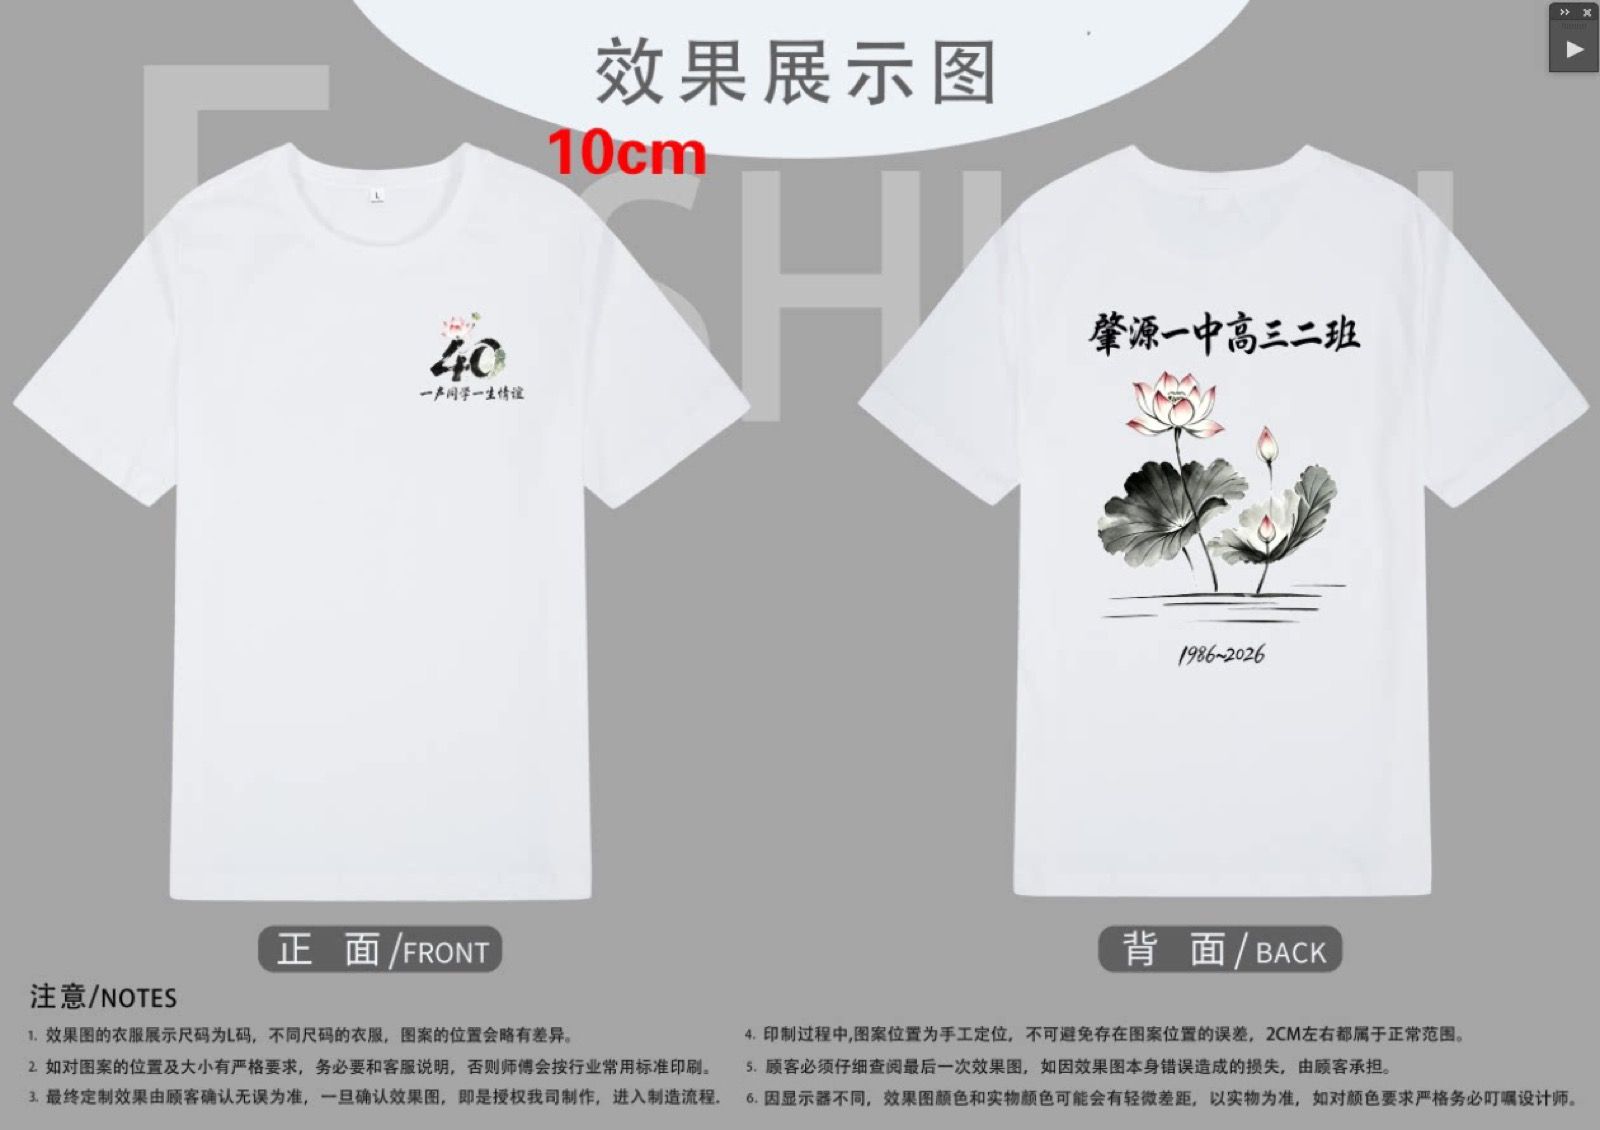 效果展示图
10cm
FASHION
L
40
一声同学一生情谊
肇源一中高三二班
1986~2026
正 面/FRONT
背 面/BACK
注意/NOTES
1. 效果图的衣服展示尺码为L码，不同尺码的衣服，图案的位置会略有差异。
2. 如对图案的位置及大小有严格要求，务必要和客服说明，否则师傅会按行业常用标准印刷。
3. 最终定制效果由顾客确认无误为准，一旦确认效果图，即是授权我司制作，进入制造流程.
4. 印制过程中,图案位置为手工定位，不可避免存在图案位置的误差，2CM左右都属于正常范围。
5. 顾客必须仔细查阅最后一次效果图，如因效果图本身错误造成的损失，由顾客承担。
6. 因显示器不同，效果图颜色和实物颜色可能会有轻微差距，以实物为准，如对颜色要求严格务必叮嘱设计师。